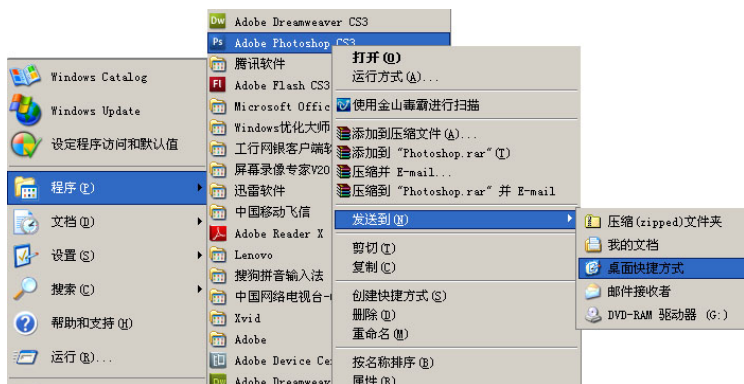 Windows Catalog
Windows Update
设定程序访问和默认值
程序(P)
文档(D)
设置(S)
搜索(C)
帮助和支持(H)
运行(R)...
Adobe Dreamweaver CS3
Adobe Photoshop CS3
腾讯软件
Adobe Flash CS3
Microsoft Offic
Windows优化大师
工行网银客户端软
屏幕录像专家V20
迅雷软件
中国移动飞信
Adobe Reader X
Lenovo
搜狗拼音输入法
中国网络电视台-
Xvid
Adobe
Adobe Device Ce
Adobe Dreamweav
打开(O)
运行方式(A)...
使用金山毒霸进行扫描
添加到压缩文件(A)...
添加到 "Photoshop.rar"(T)
压缩并 E-mail...
压缩到 "Photoshop.rar" 并 E-mail
发送到(N)
剪切(T)
复制(C)
创建快捷方式(S)
删除(D)
重命名(M)
按名称排序(B)
属性(R)
压缩(zipped)文件夹
我的文档
桌面快捷方式
邮件接收者
DVD-RAM 驱动器 (G:)